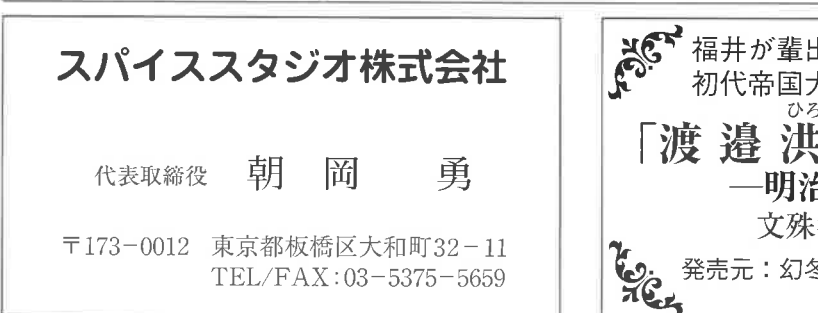 スパイススタジオ株式会社
代表取締役 朝岡 勇
〒173-0012 東京都板橋区大和町32-11
TEL/FAX:03-5375-5659
福井が輩出
初代帝国大
ひろ
「渡邉洪
―明治
文殊
発売元：幻冬